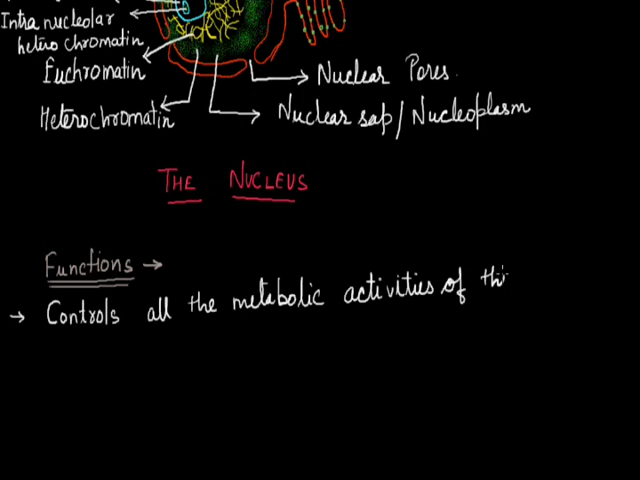 Intra nucleolar
hetero chromatin
Euchromatin
Nuclear Pores.
Heterochromatin
Nuclear sap / Nucleoplasm
THE NUCLEUS
Functions →
→ Controls all the metabolic activities of thi